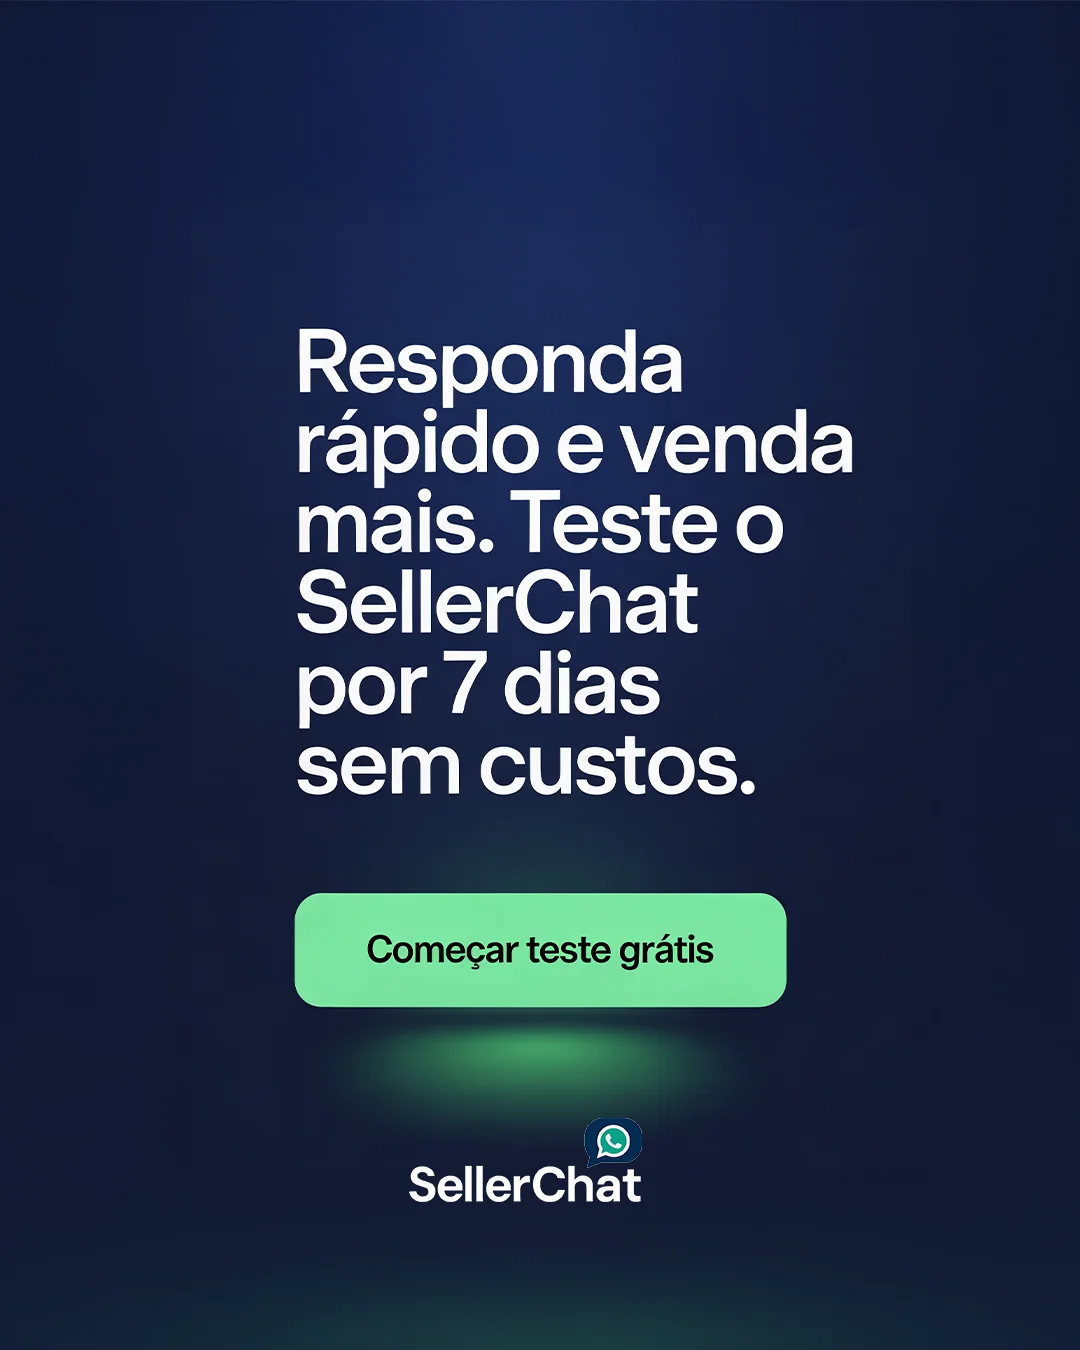 Responda
rápido e venda
mais. Teste o
SellerChat
por 7 dias
sem custos.
Começar teste grátis
SellerChat